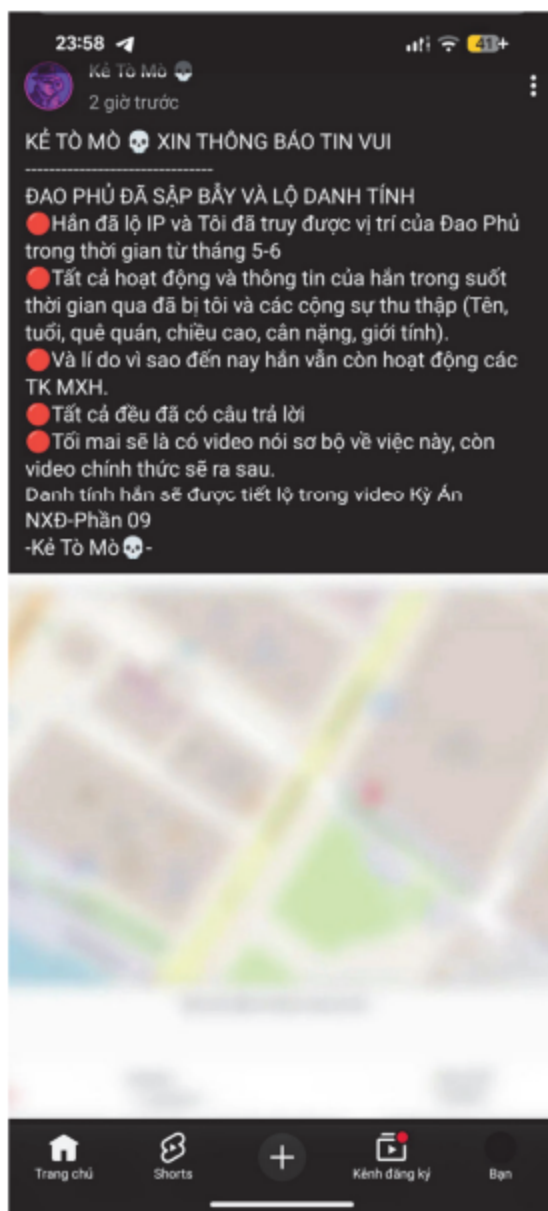 23:58
41+
Kẻ Tò Mò 💀
2 giờ trước
KẺ TÒ MÒ 💀 XIN THÔNG BÁO TIN VUI
--------------------------------
ĐAO PHỦ ĐÃ SẬP BẪY VÀ LỘ DANH TÍNH
🔴Hắn đã lộ IP và Tôi đã truy được vị trí của Đao Phủ
trong thời gian từ tháng 5-6
🔴Tất cả hoạt động và thông tin của hắn trong suốt
thời gian qua đã bị tôi và các cộng sự thu thập (Tên,
tuổi, quê quán, chiều cao, cân nặng, giới tính).
🔴Và lí do vì sao đến nay hắn vẫn còn hoạt động các
TK MXH.
🔴Tất cả đều đã có câu trả lời
🔴Tối mai sẽ là có video nói sơ bộ về việc này, còn
video chính thức sẽ ra sau.
Danh tính hắn sẽ được tiết lộ trong video Kỳ Án
NXĐ-Phần 09
-Kẻ Tò Mò💀-
Trang chủ
Shorts
Kênh đăng ký
Bạn